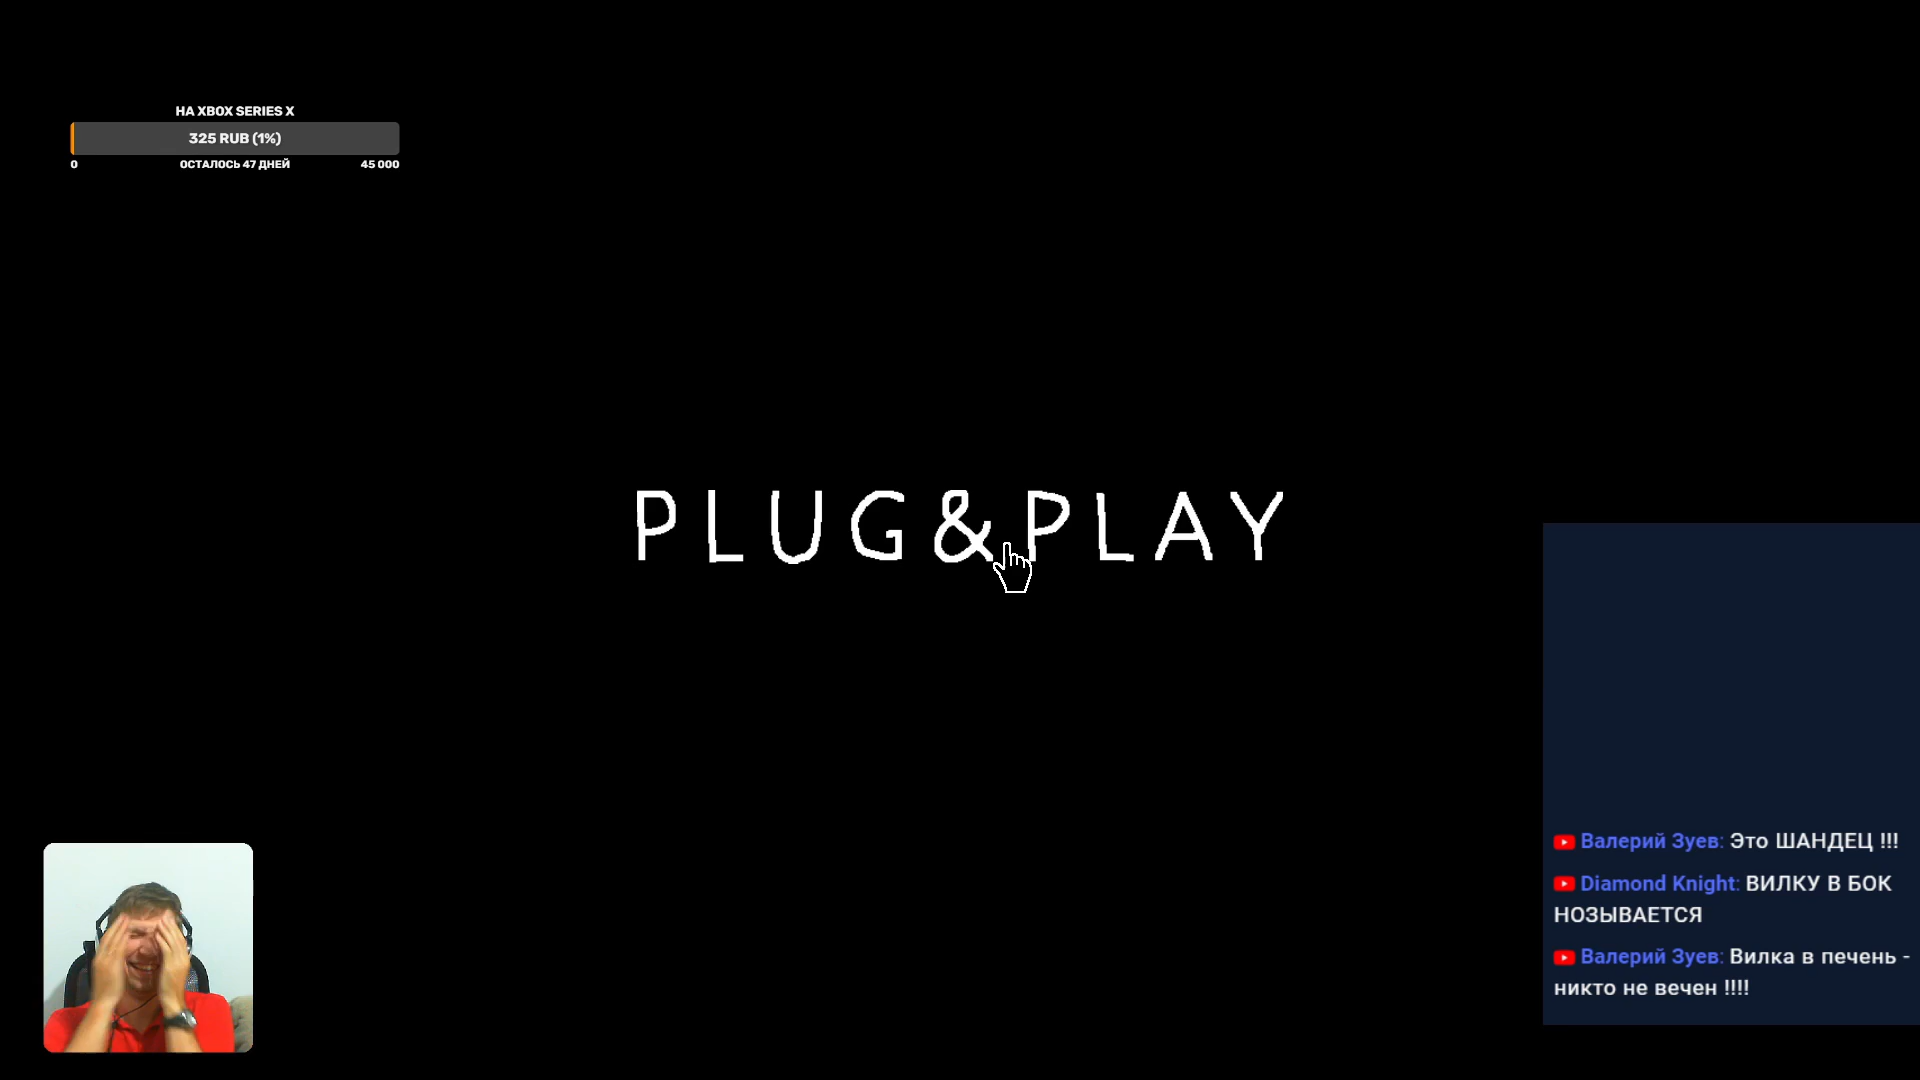 НА XBOX SERIES X
325 RUB (1%)
0 ОСТАЛОСЬ 47 ДНЕЙ 45 000
PLUG&PLAY
Валерий Зуев: Это ШАНДЕЦ !!!
Diamond Knight: ВИЛКУ В БОК
НОЗЫВАЕТСЯ
Валерий Зуев: Вилка в печень -
никто не вечен !!!!